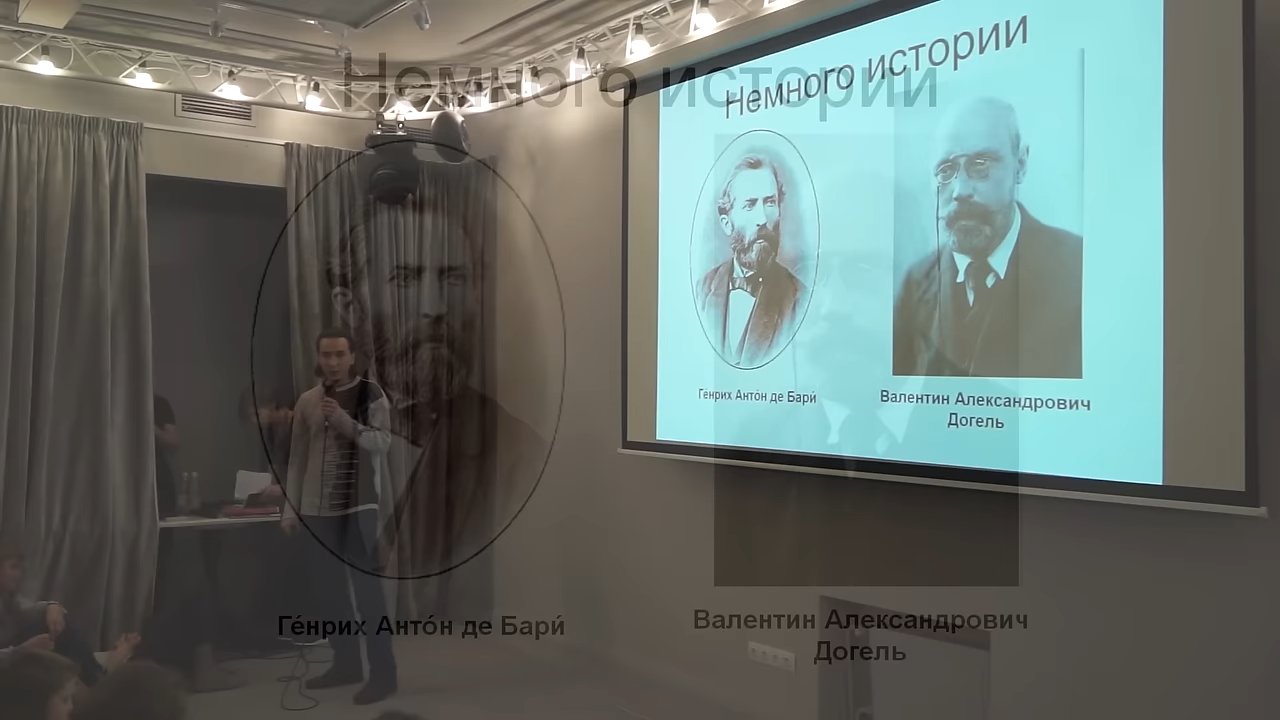 Немного истории
Немного истории
Ге́нрих Анто́н де Бари́
Валентин Александрович
Догель
Ге́нрих Анто́н де Бари́
Валентин Александрович
Догель